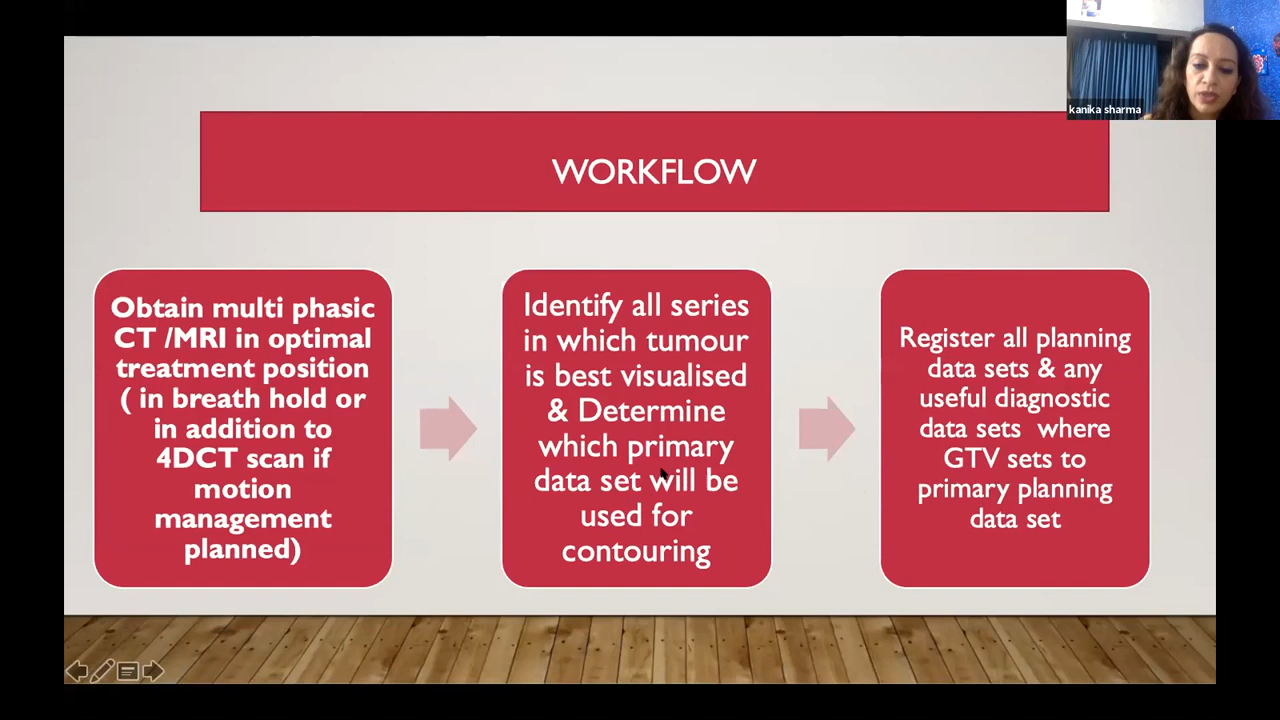 kanika sharma
WORKFLOW
Obtain multi phasic
CT /MRI in optimal
treatment position
( in breath hold or
in addition to
4DCT scan if
motion
management
planned)
Identify all series
in which tumour
is best visualised
& Determine
which primary
data set will be
used for
contouring
Register all planning
data sets & any
useful diagnostic
data sets where
GTV sets to
primary planning
data set